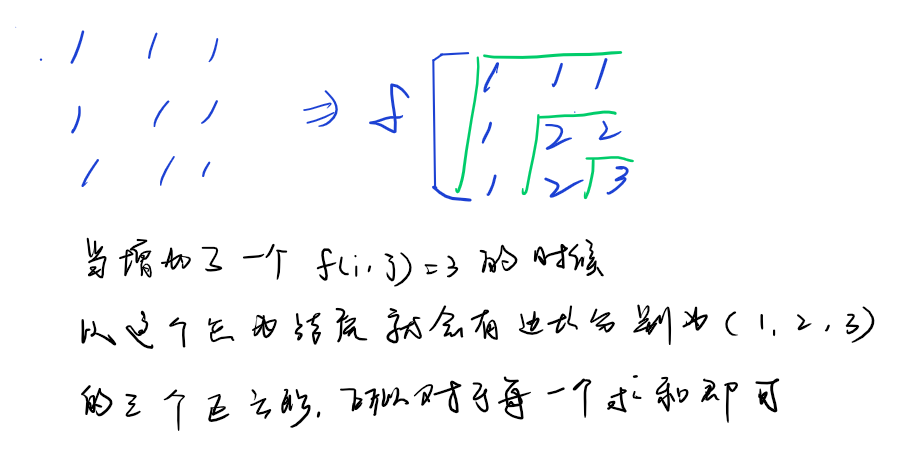 1 1 1 1 1 1
1 1 1 ⇒ f 1 2 2
1 1 1 1 2 3
当增加了一个 f(i,j)=3 的时候
以这个它为结尾 就会有边长分别为(1,2,3)
的三个正方形,所以对于每一个求和即可